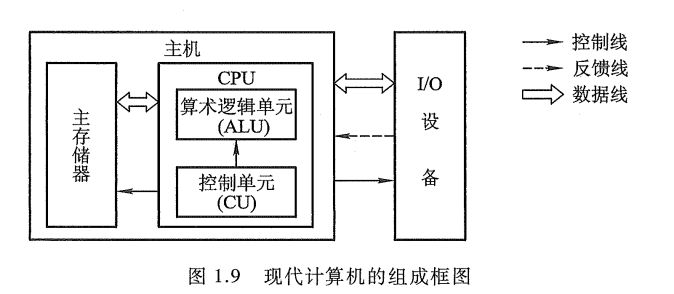 主机
CPU
算术逻辑单元
(ALU)
控制单元
(CU)
主存储器
I/O
设
备
控制线
反馈线
数据线
图 1.9 现代计算机的组成框图